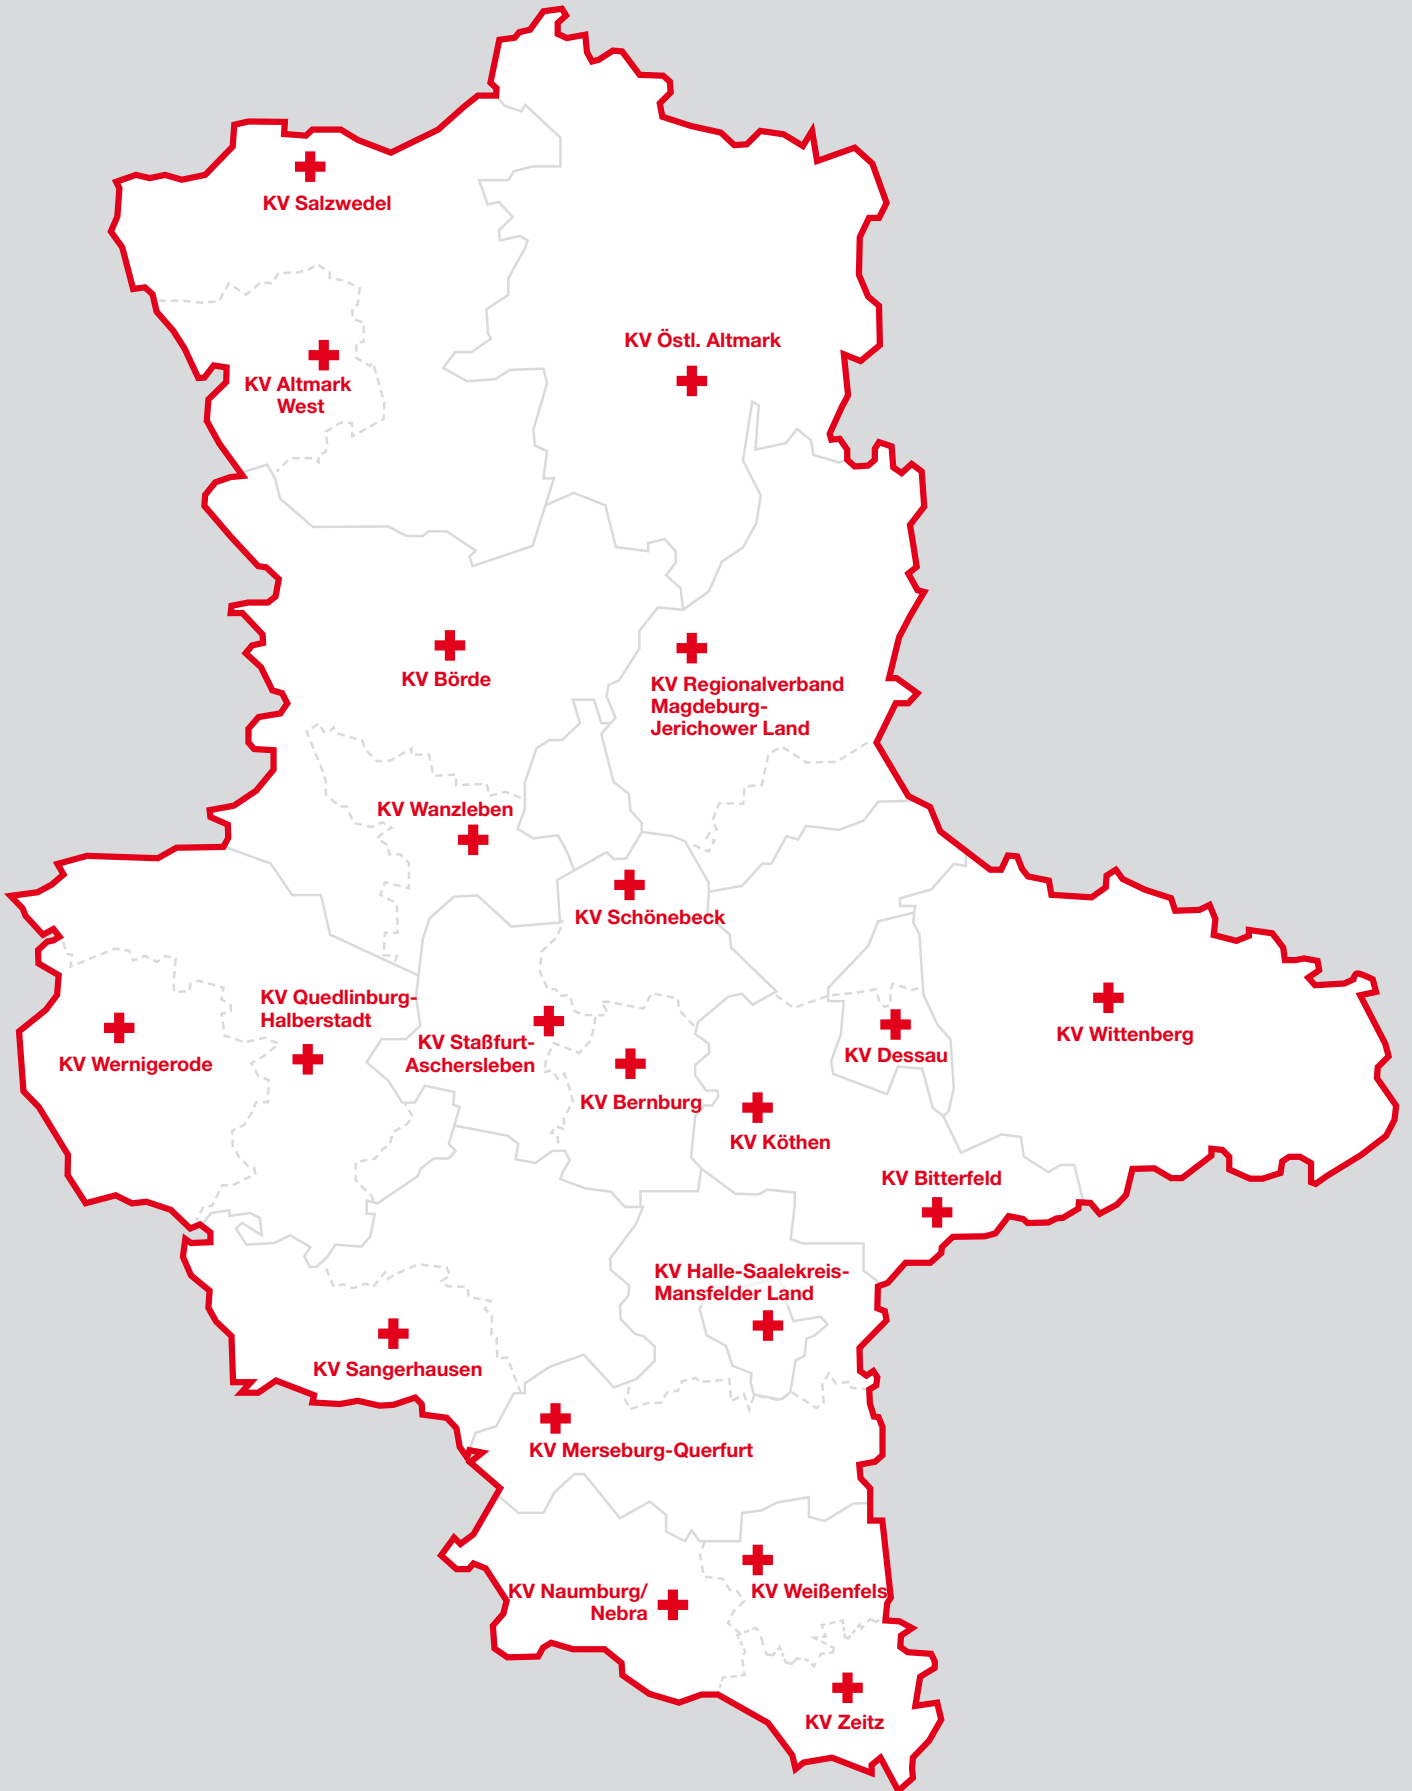 KV Salzwedel
KV Östl. Altmark
KV Altmark
West
KV Börde
KV Regionalverband
Magdeburg-
Jerichower Land
KV Wanzleben
KV Schönebeck
KV Quedlinburg-
Halberstadt
KV Wernigerode
KV Staßfurt-
Aschersleben
KV Bernburg
KV Dessau
KV Wittenberg
KV Köthen
KV Bitterfeld
KV Halle-Saalekreis-
Mansfelder Land
KV Sangerhausen
KV Merseburg-Querfurt
KV Naumburg/
Nebra
KV Weißenfels
KV Zeitz